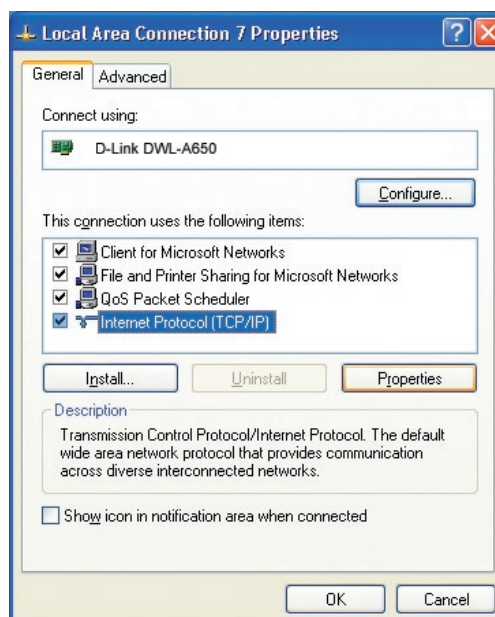 Local Area Connection 7 Properties
General Advanced
Connect using:
D-Link DWL-A650
Configure...
This connection uses the following items:
Client for Microsoft Networks
File and Printer Sharing for Microsoft Networks
QoS Packet Scheduler
Internet Protocol (TCP/IP)
Install... Uninstall Properties
Description
Transmission Control Protocol/Internet Protocol. The default
wide area network protocol that provides communication
across diverse interconnected networks.
Show icon in notification area when connected
OK Cancel